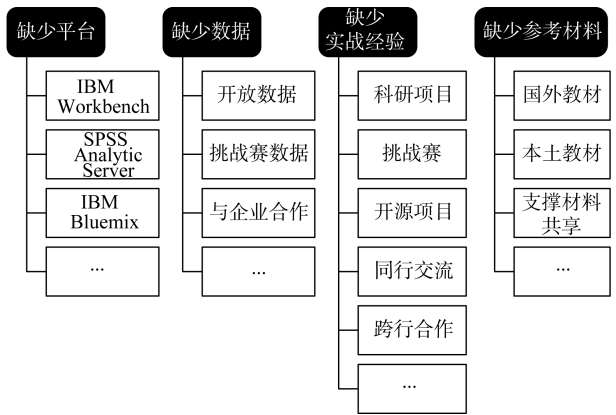 缺少平台
IBM
Workbench
SPSS
Analytic
Server
IBM
Bluemix
...
缺少数据
开放数据
挑战赛数据
与企业合作
...
缺少
实战经验
科研项目
挑战赛
开源项目
同行交流
跨行合作
...
缺少参考材料
国外教材
本土教材
支撑材料
共享
...